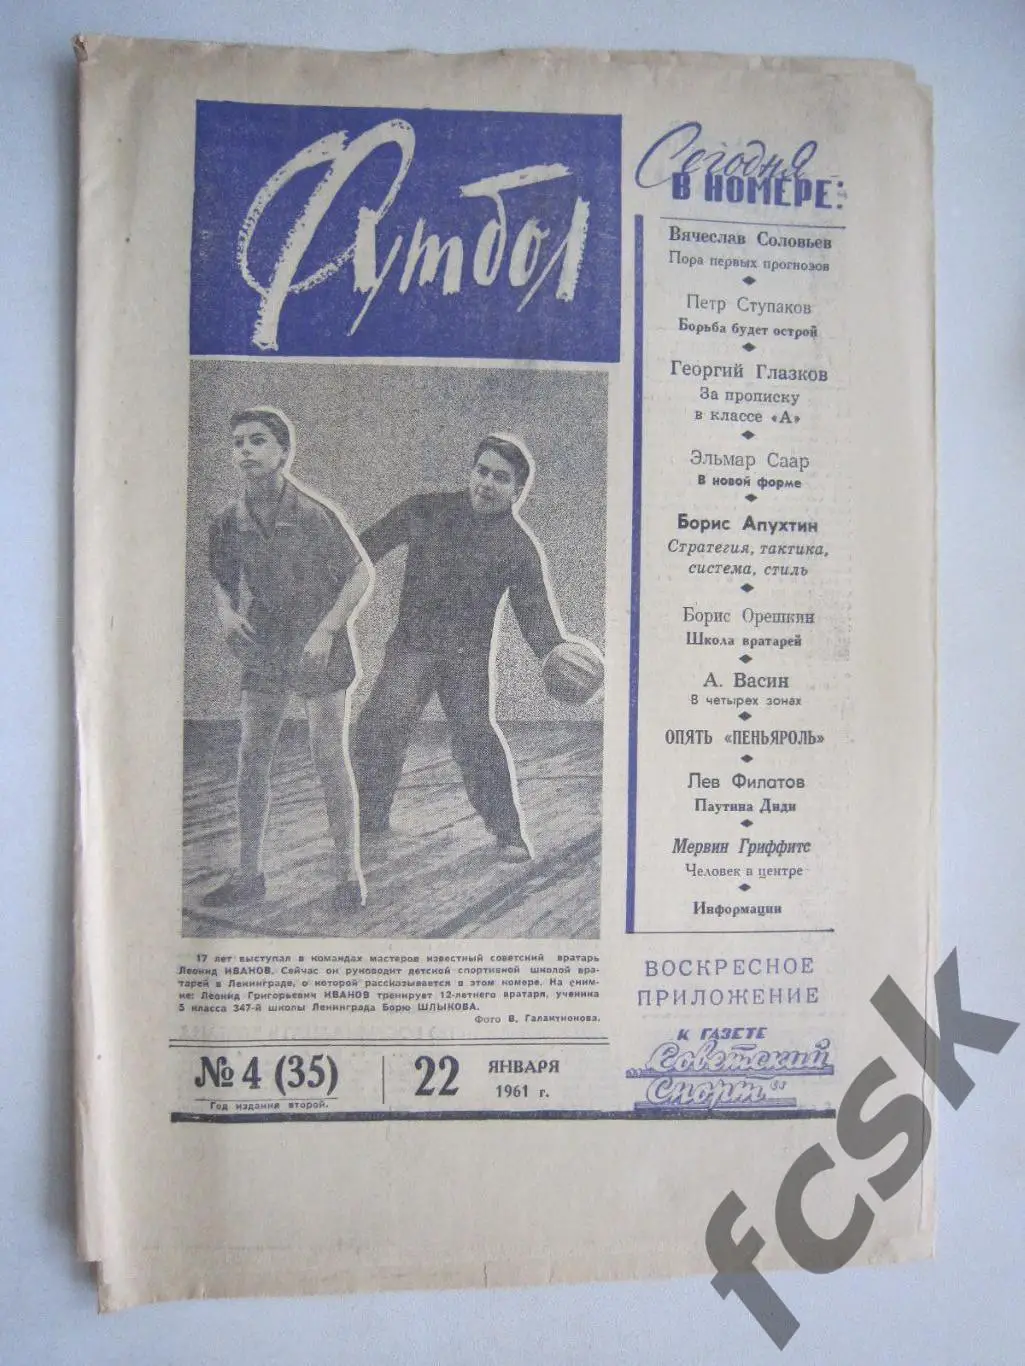 Футбол
Сегодня
В НОМЕРЕ:
Вячеслав Соловьев
Пора первых прогнозов
Петр Ступаков
Борьба будет острой
Георгий Глазков
За прописку
в классе «А»
Эльмар Саар
В новой форме
Борис Апухтин
Стратегия, тактика,
система, стиль
Борис Орешкин
Школа вратарей
А. Васин
В четырех зонах
ОПЯТЬ «ПЕНЬЯРОЛЬ»
Лев Филатов
Паутина Диди
Мервин Гриффитс
Человек в центре
Информации
17 лет выступал в командах мастеров известный советский вратарь
Леонид ИВАНОВ. Сейчас он руководит детской спортивной школой вра-
тарей в Ленинграде, о которой рассказывается в этом номере. На сним-
ке: Леонид Григорьевич ИВАНОВ тренирует 12-летнего вратаря, ученика
5 класса 347-й школы Ленинграда Борю ШЛЫКОВА.
Фото В. Галактионова.
ВОСКРЕСНОЕ
ПРИЛОЖЕНИЕ
К ГАЗЕТЕ
„Советский
Спорт“
№ 4 (35)
Год издания второй.
22
ЯНВАРЯ
1961 г.
fcsk